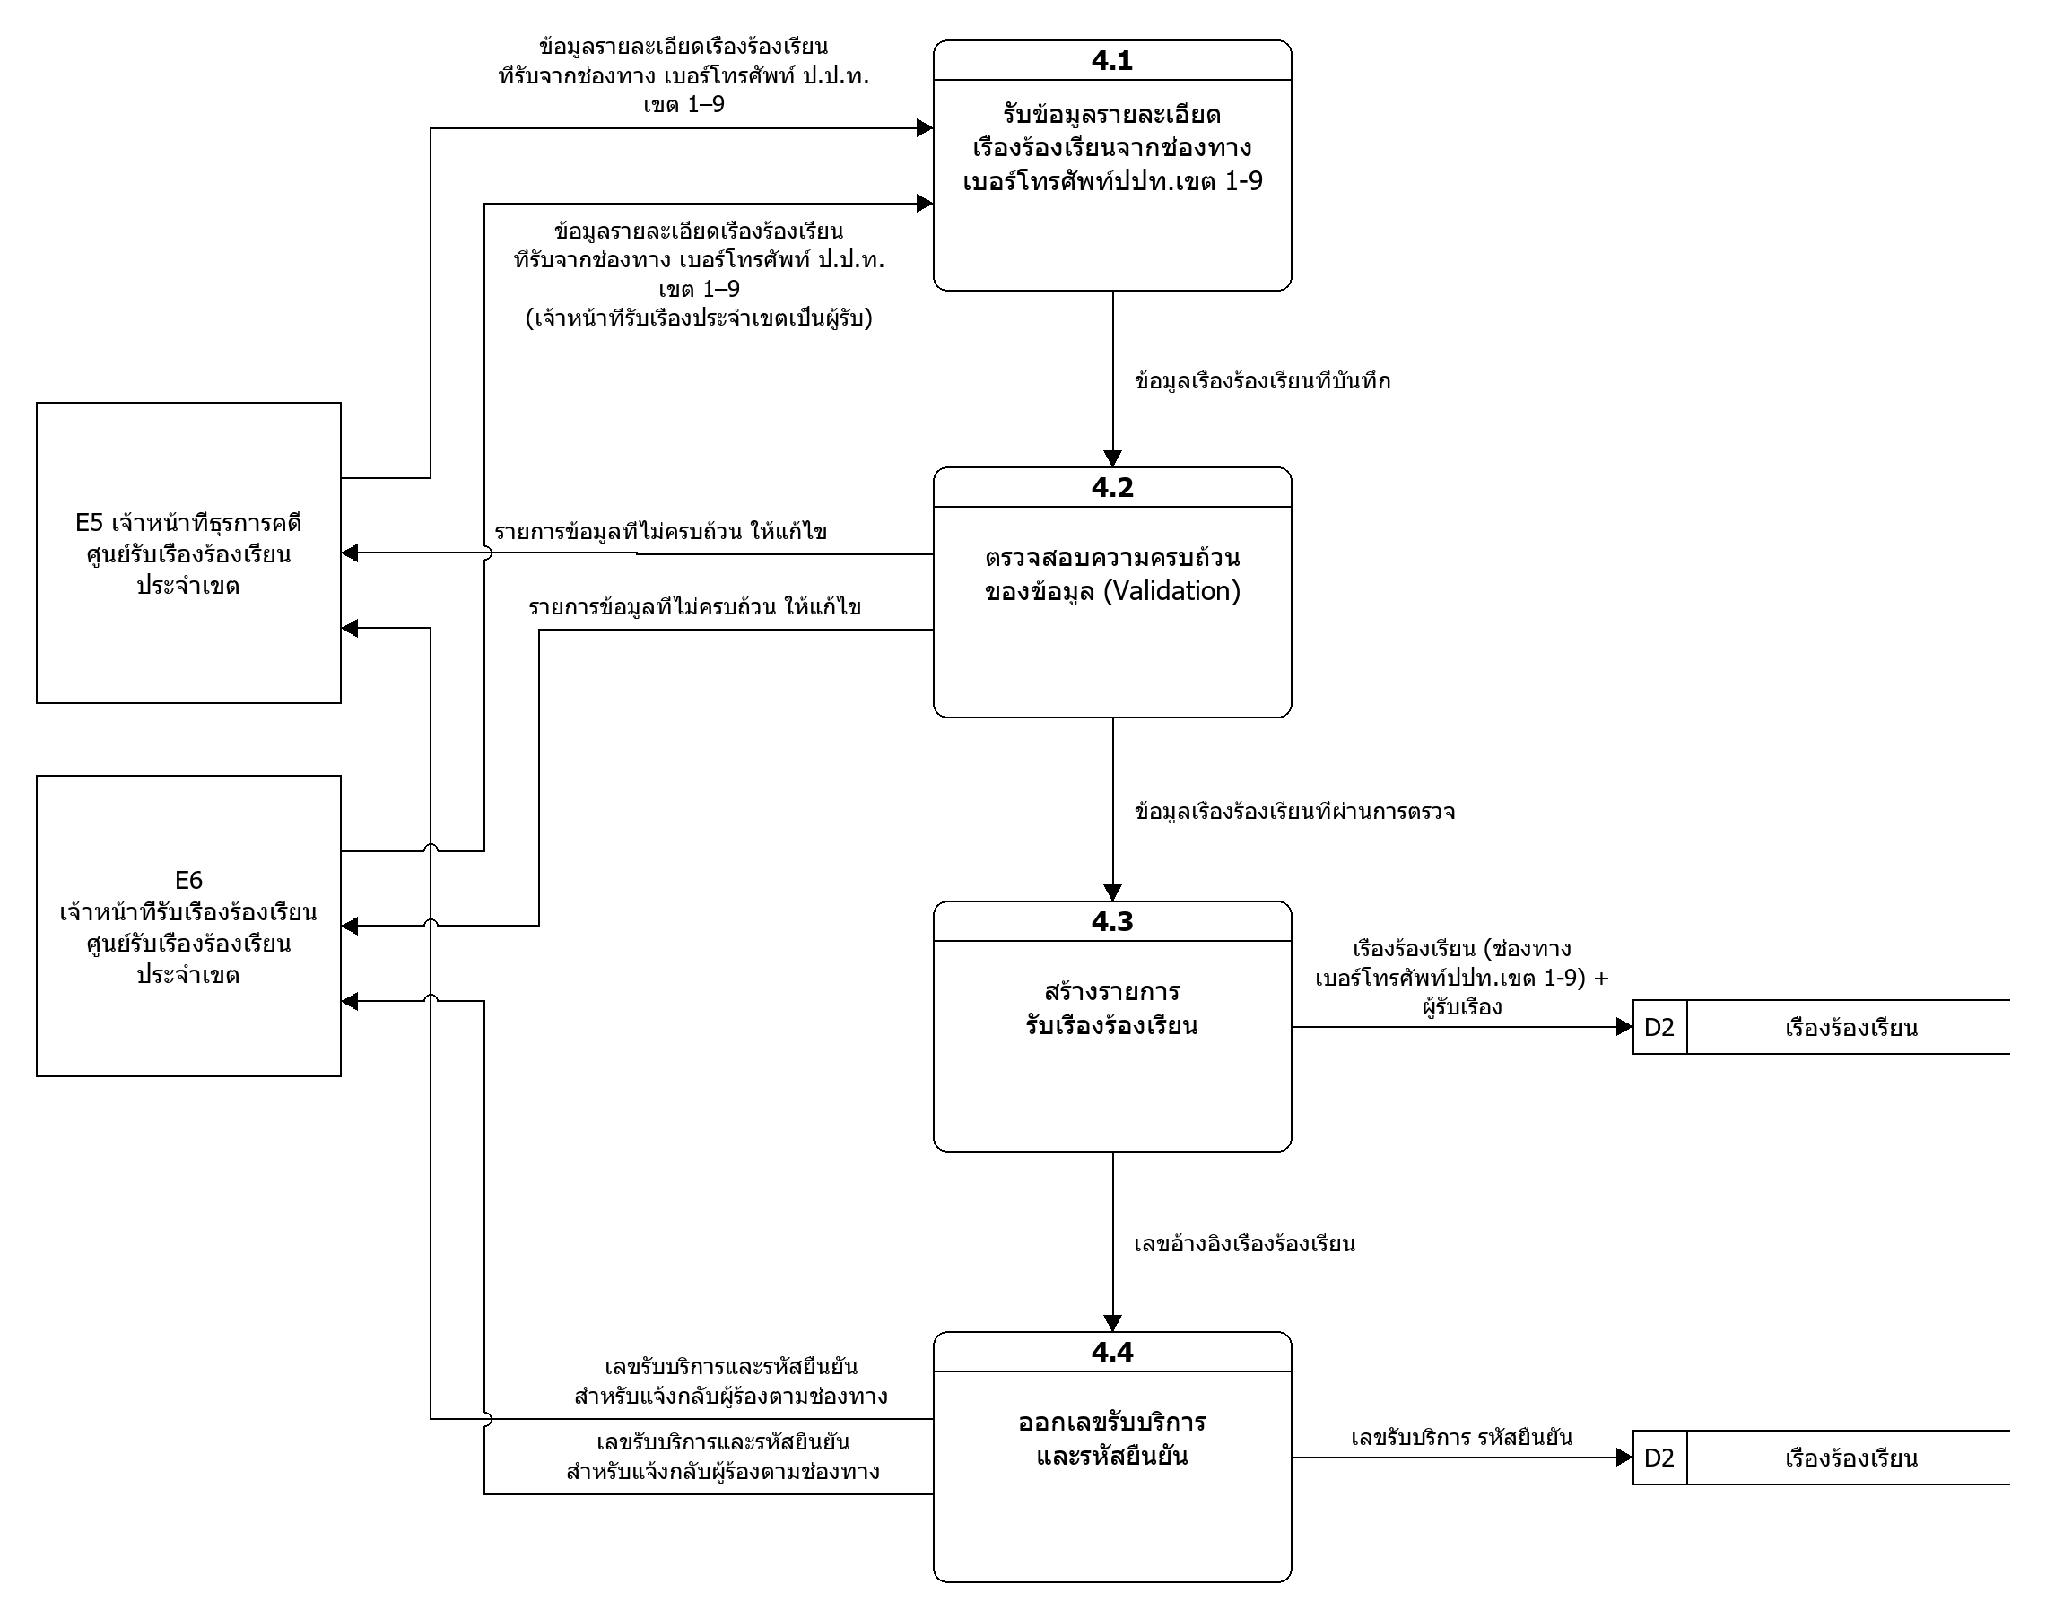 ข้อมูลรายละเอียดเรื่องร้องเรียน
ที่รับจากช่องทาง เบอร์โทรศัพท์ ป.ป.ท.
เขต 1–9
4.1
รับข้อมูลรายละเอียด
เรื่องร้องเรียนจากช่องทาง
เบอร์โทรศัพท์ปปท.เขต 1-9
ข้อมูลรายละเอียดเรื่องร้องเรียน
ที่รับจากช่องทาง เบอร์โทรศัพท์ ป.ป.ท.
เขต 1–9
(เจ้าหน้าที่รับเรื่องประจำเขตเป็นผู้รับ)
ข้อมูลเรื่องร้องเรียนที่บันทึก
E5 เจ้าหน้าที่ธุรการคดี
ศูนย์รับเรื่องร้องเรียน
ประจำเขต
รายการข้อมูลที่ไม่ครบถ้วน ให้แก้ไข
รายการข้อมูลที่ไม่ครบถ้วน ให้แก้ไข
4.2
ตรวจสอบความครบถ้วน
ของข้อมูล (Validation)
ข้อมูลเรื่องร้องเรียนที่ผ่านการตรวจ
E6
เจ้าหน้าที่รับเรื่องร้องเรียน
ศูนย์รับเรื่องร้องเรียน
ประจำเขต
4.3
สร้างรายการ
รับเรื่องร้องเรียน
เรื่องร้องเรียน (ช่องทาง
เบอร์โทรศัพท์ปปท.เขต 1-9) +
ผู้รับเรื่อง
D2 เรื่องร้องเรียน
เลขอ้างอิงเรื่องร้องเรียน
เลขรับบริการและรหัสยืนยัน
สำหรับแจ้งกลับผู้ร้องตามช่องทาง
เลขรับบริการและรหัสยืนยัน
สำหรับแจ้งกลับผู้ร้องตามช่องทาง
4.4
ออกเลขรับบริการ
และรหัสยืนยัน
เลขรับบริการ รหัสยืนยัน
D2 เรื่องร้องเรียน